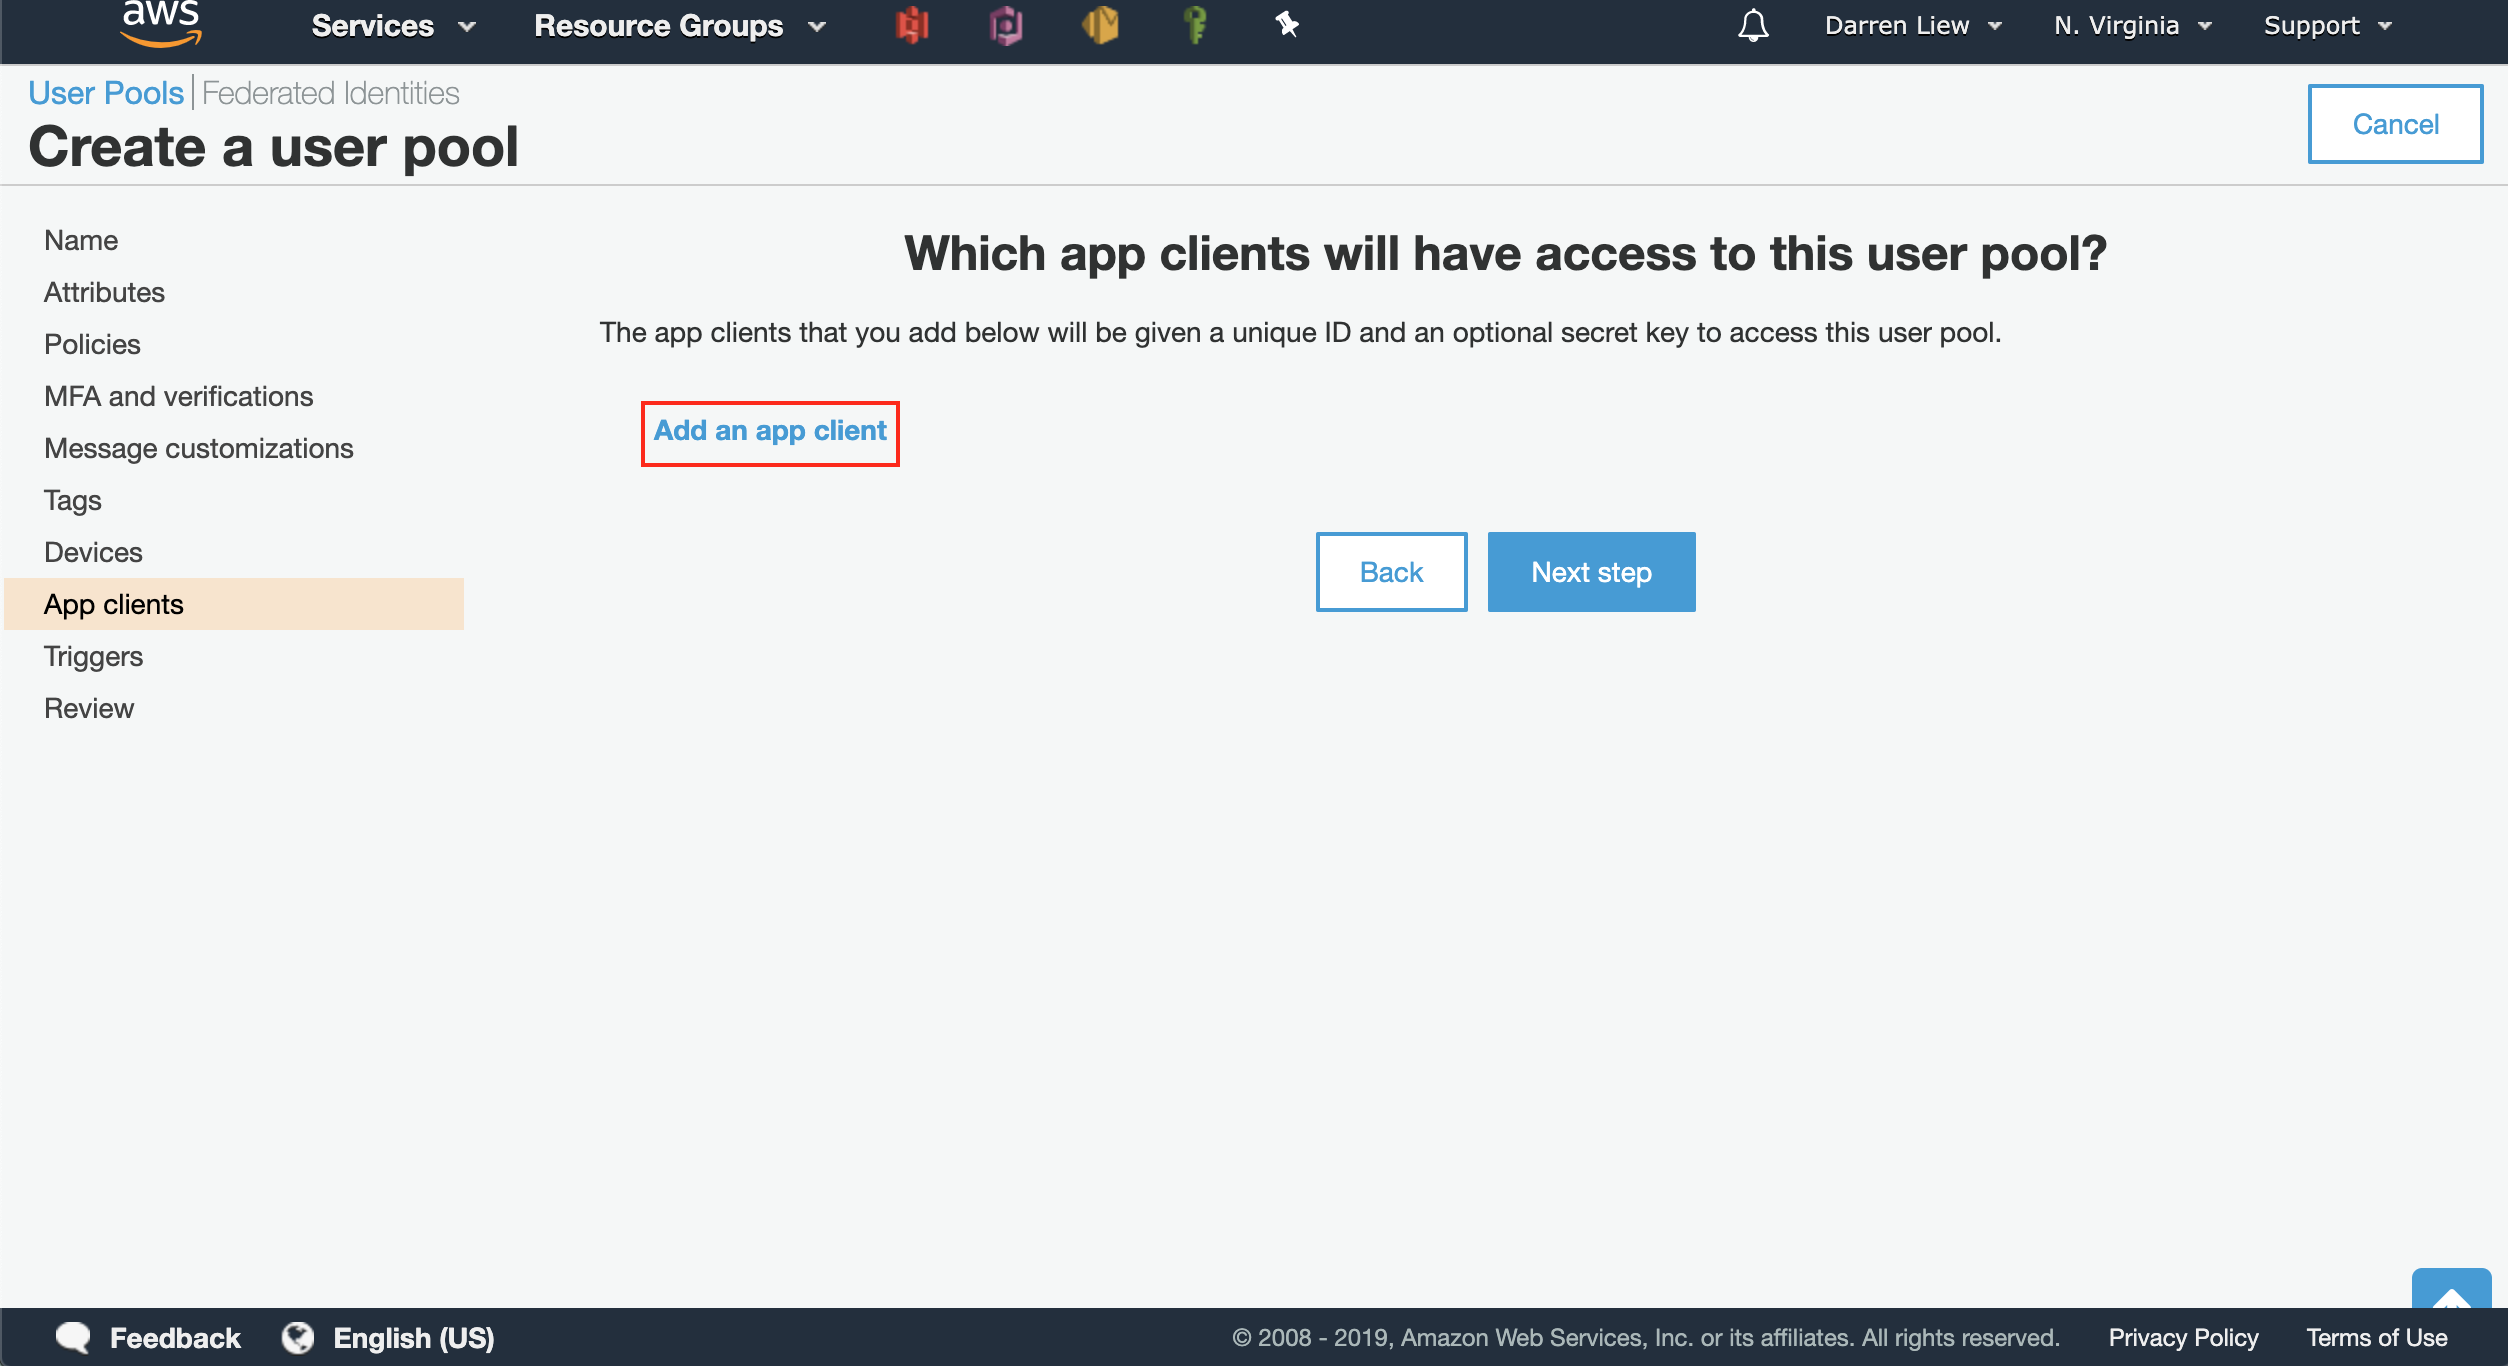 aws
Services
Resource Groups
Darren Liew
N. Virginia
Support
User Pools | Federated Identities
Create a user pool
Cancel
Name
Attributes
Policies
MFA and verifications
Message customizations
Tags
Devices
App clients
Triggers
Review
Which app clients will have access to this user pool?
The app clients that you add below will be given a unique ID and an optional secret key to access this user pool.
Add an app client
Back
Next step
Feedback
English (US)
© 2008 - 2019, Amazon Web Services, Inc. or its affiliates. All rights reserved.
Privacy Policy
Terms of Use